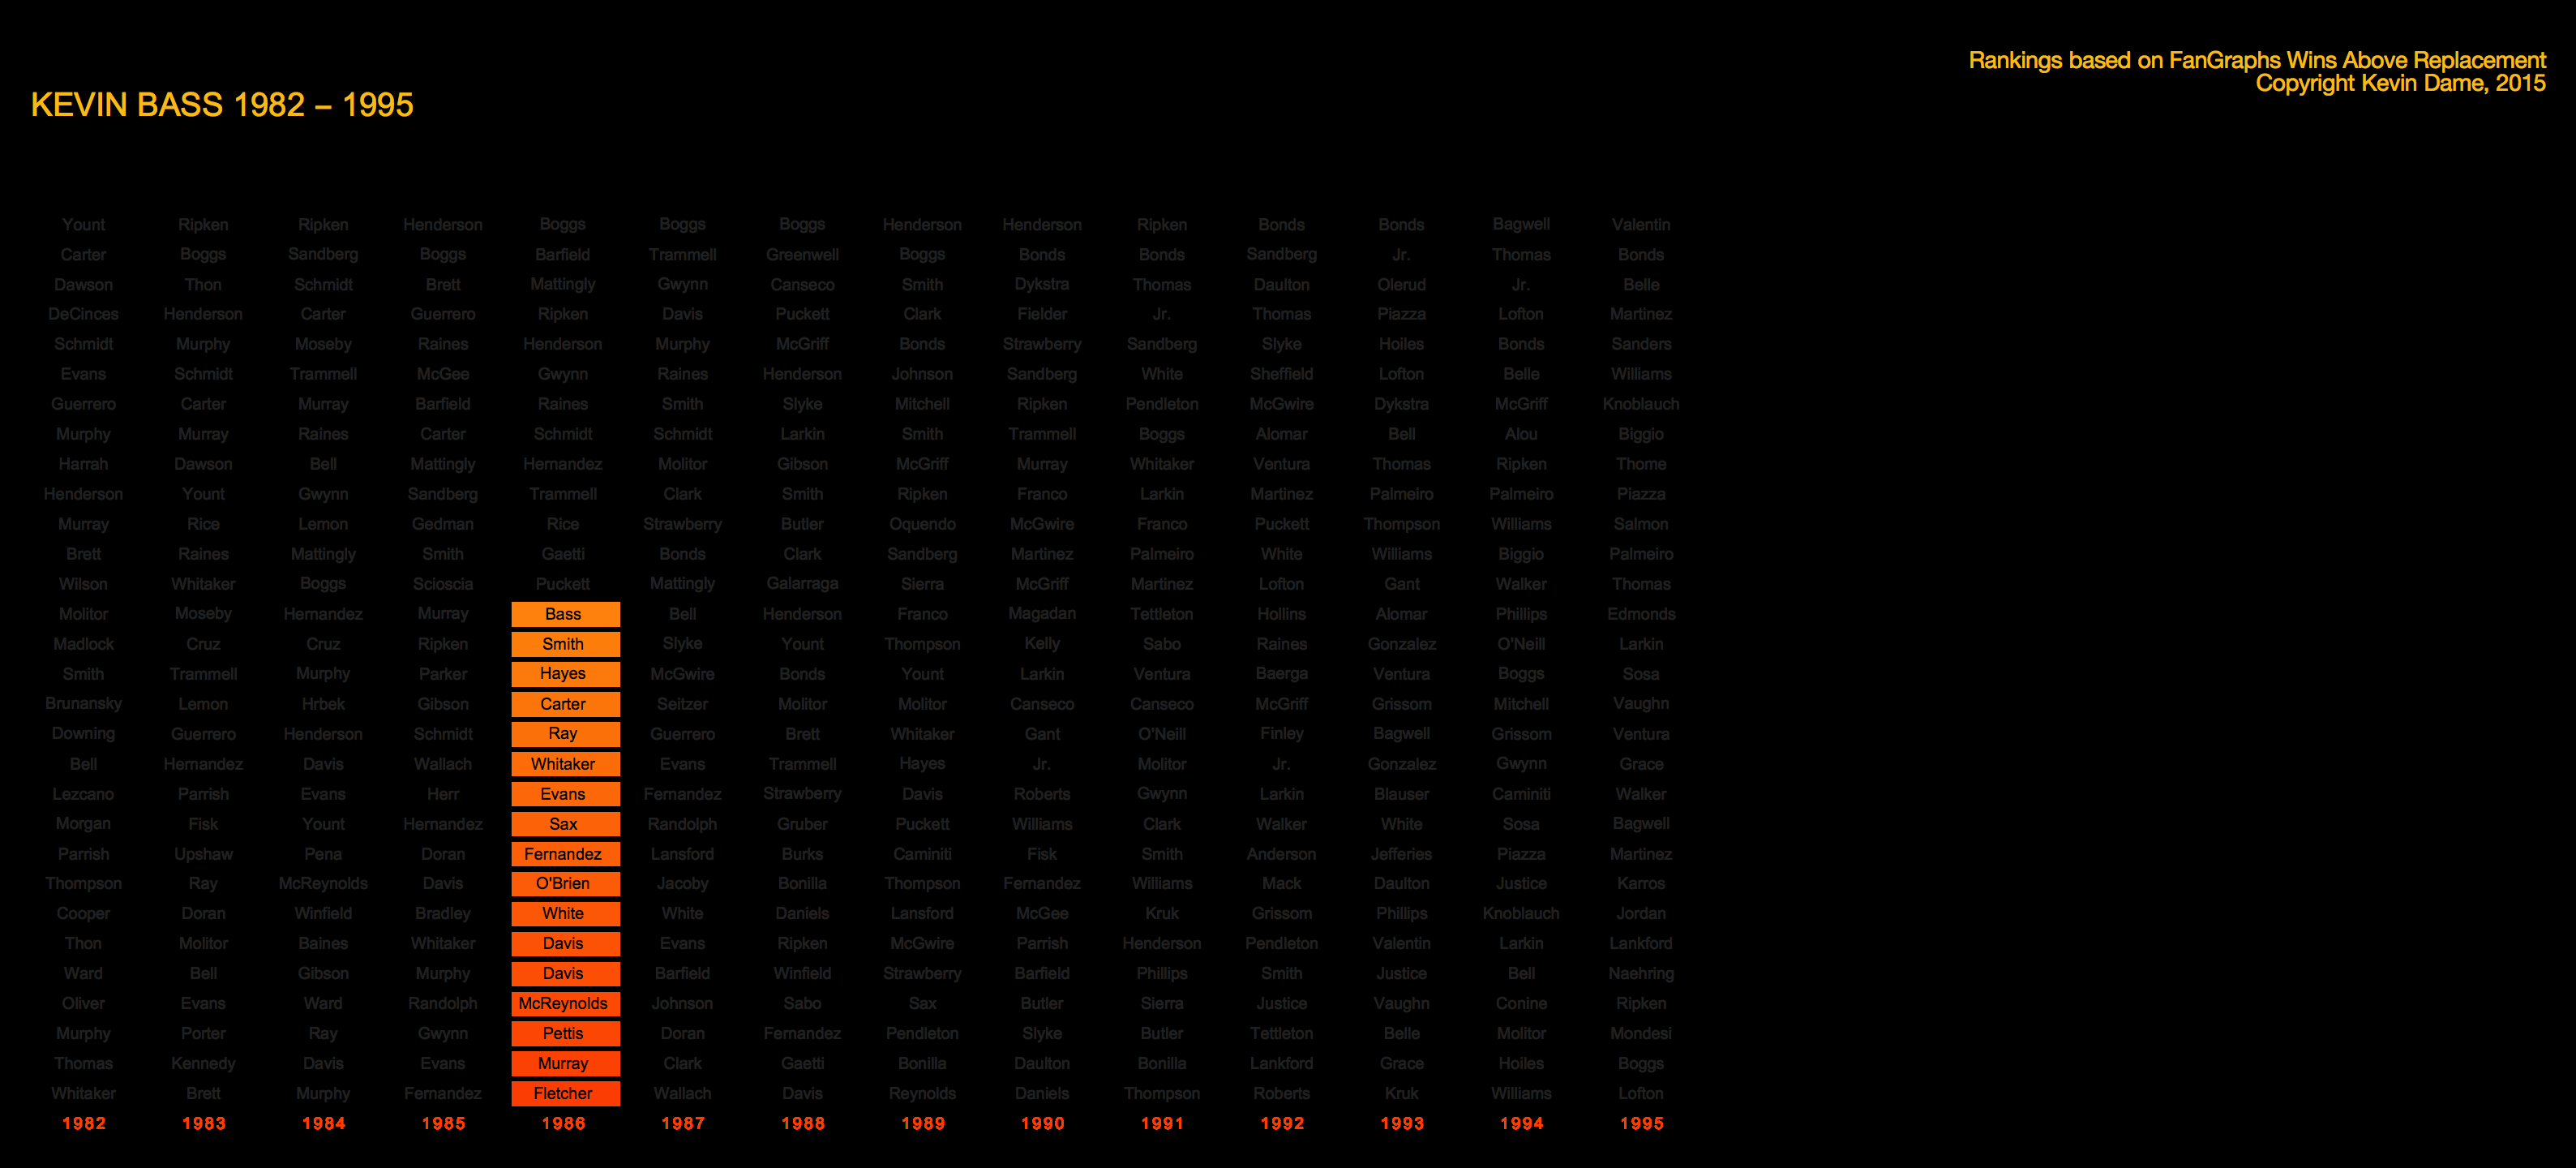 Rankings based on FanGraphs Wins Above Replacement
Copyright Kevin Dame, 2015
KEVIN BASS 1982 – 1995
Yount Ripken Ripken Henderson Boggs Boggs Boggs Henderson Henderson Ripken Bonds Bonds Bagwell Valentin
Carter Boggs Sandberg Boggs Barfield Trammell Greenwell Boggs Bonds Bonds Sandberg Jr. Thomas Bonds
Dawson Thon Schmidt Brett Mattingly Gwynn Canseco Smith Dykstra Thomas Daulton Olerud Jr. Belle
DeCinces Henderson Carter Guerrero Ripken Davis Puckett Clark Fielder Jr. Thomas Piazza Lofton Martinez
Schmidt Murphy Moseby Raines Henderson Murphy McGriff Bonds Strawberry Sandberg Slyke Hoiles Bonds Sanders
Evans Schmidt Trammell McGee Gwynn Raines Henderson Johnson Sandberg White Sheffield Lofton Belle Williams
Guerrero Carter Murray Barfield Raines Smith Slyke Mitchell Ripken Pendleton McGwire Dykstra McGriff Knoblauch
Murphy Murray Raines Carter Schmidt Schmidt Larkin Smith Trammell Boggs Alomar Bell Alou Biggio
Harrah Dawson Bell Mattingly Hernandez Molitor Gibson McGriff Murray Whitaker Ventura Thomas Ripken Thome
Henderson Yount Gwynn Sandberg Trammell Clark Smith Ripken Franco Larkin Martinez Palmeiro Palmeiro Piazza
Murray Rice Lemon Gedman Rice Strawberry Butler Oquendo McGwire Franco Puckett Thompson Williams Salmon
Brett Raines Mattingly Smith Gaetti Bonds Clark Sandberg Martinez Palmeiro White Williams Biggio Palmeiro
Wilson Whitaker Boggs Scioscia Puckett Mattingly Galarraga Sierra McGriff Martinez Lofton Gant Walker Thomas
Molitor Moseby Hernandez Murray Bass Bell Henderson Franco Magadan Tettleton Hollins Alomar Phillips Edmonds
Madlock Cruz Cruz Ripken Smith Slyke Yount Thompson Kelly Sabo Raines Gonzalez O'Neill Larkin
Smith Trammell Murphy Parker Hayes McGwire Bonds Yount Larkin Ventura Baerga Ventura Boggs Sosa
Brunansky Lemon Hrbek Gibson Carter Seitzer Molitor Molitor Canseco Canseco McGriff Grissom Mitchell Vaughn
Downing Guerrero Henderson Schmidt Ray Guerrero Brett Whitaker Gant O'Neill Finley Bagwell Grissom Ventura
Bell Hernandez Davis Wallach Whitaker Evans Trammell Hayes Jr. Molitor Jr. Gonzalez Gwynn Grace
Lezcano Parrish Evans Herr Evans Fernandez Strawberry Davis Roberts Gwynn Larkin Blauser Caminiti Walker
Morgan Fisk Yount Hernandez Sax Randolph Gruber Puckett Williams Clark Walker White Sosa Bagwell
Parrish Upshaw Pena Doran Fernandez Lansford Burks Caminiti Fisk Smith Anderson Jefferies Piazza Martinez
Thompson Ray McReynolds Davis O'Brien Jacoby Bonilla Thompson Fernandez Williams Mack Daulton Justice Karros
Cooper Doran Winfield Bradley White White Daniels Lansford McGee Kruk Grissom Phillips Knoblauch Jordan
Thon Molitor Baines Whitaker Davis Evans Ripken McGwire Parrish Henderson Pendleton Valentin Larkin Lankford
Ward Bell Gibson Murphy Davis Barfield Winfield Strawberry Barfield Phillips Smith Justice Bell Naehring
Oliver Evans Ward Randolph McReynolds Johnson Sabo Sax Butler Sierra Justice Vaughn Conine Ripken
Murphy Porter Ray Gwynn Pettis Doran Fernandez Pendleton Slyke Butler Tettleton Belle Molitor Mondesi
Thomas Kennedy Davis Evans Murray Clark Gaetti Bonilla Daulton Bonilla Lankford Grace Hoiles Boggs
Whitaker Brett Murphy Fernandez Fletcher Wallach Davis Reynolds Daniels Thompson Roberts Kruk Williams Lofton
1982 1983 1984 1985 1986 1987 1988 1989 1990 1991 1992 1993 1994 1995